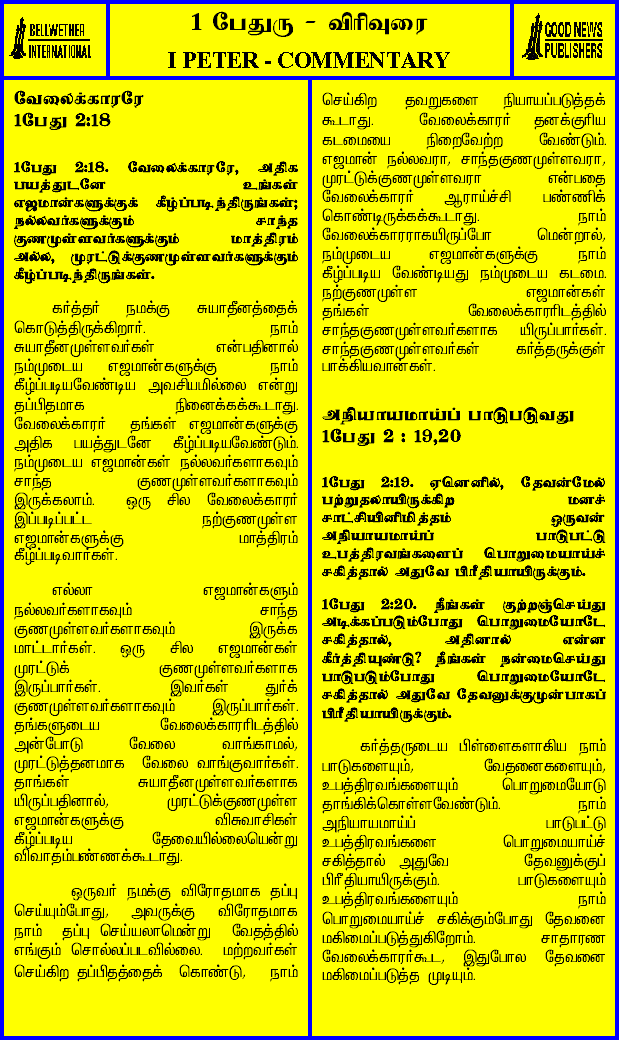 BELLWETHER
INTERNATIONAL
1 பேதுரு - விரிவுரை
I PETER - COMMENTARY
GOOD NEWS
PUBLISHERS
வேலைக்காரரே
1பேது 2:18
1பேது 2:18. வேலைக்காரரே, அதிக
பயத்துடனே உங்கள்
எஜமான்களுக்குக் கீழ்ப்படிந்திருங்கள்;
நல்லவர்களுக்கும் சாந்த
குணமுள்ளவர்களுக்கும் மாத்திரம்
அல்ல, முரட்டுக்குணமுள்ளவர்களுக்கும்
கீழ்ப்படிந்திருங்கள்.
கர்த்தர் நமக்கு சுயாதீனத்தைக்
கொடுத்திருக்கிறார். நாம்
சுயாதீனமுள்ளவர்கள் என்பதினால்
நம்முடைய எஜமான்களுக்கு நாம்
கீழ்ப்படியவேண்டிய அவசியமில்லை என்று
தப்பிதமாக நினைக்கக்கூடாது.
வேலைக்காரர் தங்கள் எஜமான்களுக்கு
அதிக பயத்துடனே கீழ்ப்படியவேண்டும்.
நம்முடைய எஜமான்கள் நல்லவர்களாகவும்
சாந்த குணமுள்ளவர்களாகவும்
இருக்கலாம். ஒரு சில வேலைக்காரர்
இப்படிப்பட்ட நற்குணமுள்ள
எஜமான்களுக்கு மாத்திரம்
கீழ்ப்படிவார்கள்.
எல்லா எஜமான்களும்
நல்லவர்களாகவும் சாந்த
குணமுள்ளவர்களாகவும் இருக்க
மாட்டார்கள். ஒரு சில எஜமான்கள்
முரட்டுக் குணமுள்ளவர்களாக
இருப்பார்கள். இவர்கள் துர்க்
குணமுள்ளவர்களாகவும் இருப்பார்கள்.
தங்களுடைய வேலைக்காரரிடத்தில்
அன்போடு வேலை வாங்காமல்,
முரட்டுத்தனமாக வேலை வாங்குவார்கள்.
தாங்கள் சுயாதீனமுள்ளவர்களாக
யிருப்பதினால், முரட்டுக்குணமுள்ள
எஜமான்களுக்கு விசுவாசிகள்
கீழ்ப்படிய தேவையில்லையென்று
விவாதம்பண்ணக்கூடாது.
ஒருவர் நமக்கு விரோதமாக தப்பு
செய்யும்போது, அவருக்கு விரோதமாக
நாம் தப்பு செய்யலாமென்று வேதத்தில்
எங்கும் சொல்லப்படவில்லை. மற்றவர்கள்
செய்கிற தப்பிதத்தைக் கொண்டு, நாம்
செய்கிற தவறுகளை நியாயப்படுத்தக்
கூடாது. வேலைக்காரர் தனக்குரிய
கடமையை நிறைவேற்ற வேண்டும்.
எஜமான் நல்லவரா, சாந்தகுணமுள்ளவரா,
முரட்டுக்குணமுள்ளவரா என்பதை
வேலைக்காரர் ஆராய்ச்சி பண்ணிக்
கொண்டிருக்கக்கூடாது. நாம்
வேலைக்காரராகயிருப்போ மென்றால்,
நம்முடைய எஜமான்களுக்கு நாம்
கீழ்ப்படிய வேண்டியது நம்முடைய கடமை.
நற்குணமுள்ள எஜமான்கள்
தங்கள் வேலைக்காரரிடத்தில்
சாந்தகுணமுள்ளவர்களாக யிருப்பார்கள்.
சாந்தகுணமுள்ளவர்கள் கர்த்தருக்குள்
பாக்கியவான்கள்.
அநியாயமாய்ப் பாடுபடுவது
1பேது 2 : 19,20
1பேது 2:19. ஏனெனில், தேவன்மேல்
பற்றுதலாயிருக்கிற மனச்
சாட்சியினிமித்தம் ஒருவன்
அநியாயமாய்ப் பாடுபட்டு
உபத்திரவங்களைப் பொறுமையாய்ச்
சகித்தால் அதுவே பிரீதியாயிருக்கும்.
1பேது 2:20. நீங்கள் குற்றஞ்செய்து
அடிக்கப்படும்போது பொறுமையோடே
சகித்தால், அதினால் என்ன
கீர்த்தியுண்டு? நீங்கள் நன்மைசெய்து
பாடுபடும்போது பொறுமையோடே
சகித்தால் அதுவே தேவனுக்குமுன்பாகப்
பிரீதியாயிருக்கும்.
கர்த்தருடைய பிள்ளைகளாகிய நாம்
பாடுகளையும், வேதனைகளையும்,
உபத்திரவங்களையும் பொறுமையோடு
தாங்கிக்கொள்ளவேண்டும். நாம்
அநியாயமாய்ப் பாடுபட்டு
உபத்திரவங்களை பொறுமையாய்ச்
சகித்தால் அதுவே தேவனுக்குப்
பிரீதியாயிருக்கும். பாடுகளையும்
உபத்திரவங்களையும் நாம்
பொறுமையாய்ச் சகிக்கும்போது தேவனை
மகிமைப்படுத்துகிறோம். சாதாரண
வேலைக்காரர்கூட, இதுபோல தேவனை
மகிமைப்படுத்த முடியும்.